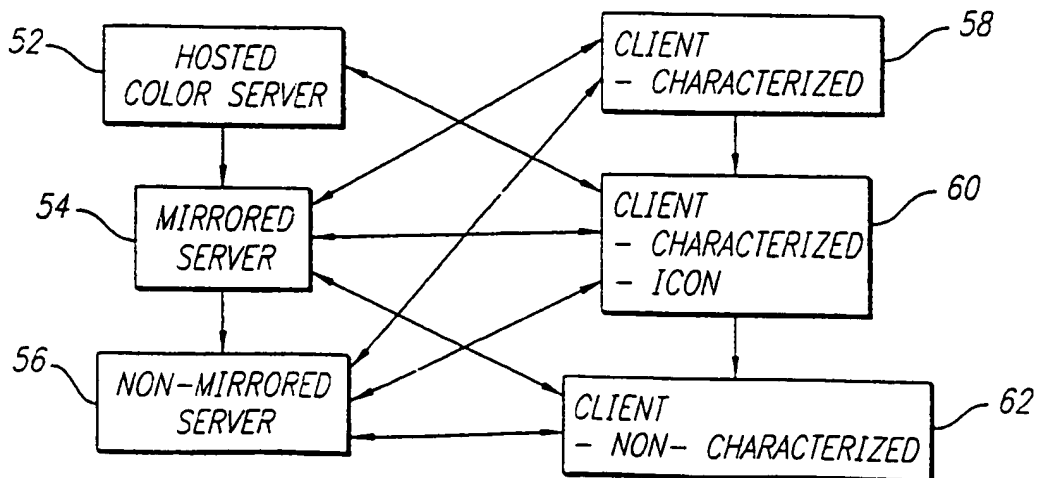 52
HOSTED
COLOR SERVER
54
MIRRORED
SERVER
56
NON-MIRRORED
SERVER
58
CLIENT
- CHARACTERIZED
60
CLIENT
- CHARACTERIZED
- ICON
62
CLIENT
- NON- CHARACTERIZED